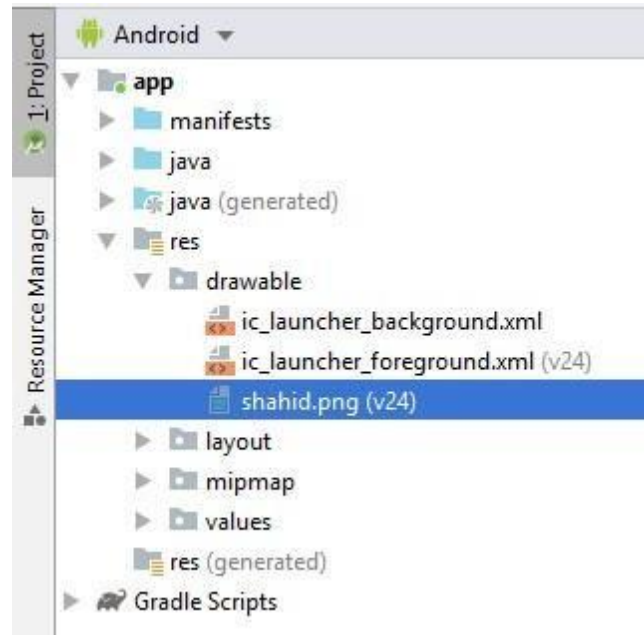 1: Project
Resource Manager
Android
app
manifests
java
java (generated)
res
drawable
ic_launcher_background.xml
ic_launcher_foreground.xml (v24)
shahid.png (v24)
layout
mipmap
values
res (generated)
Gradle Scripts